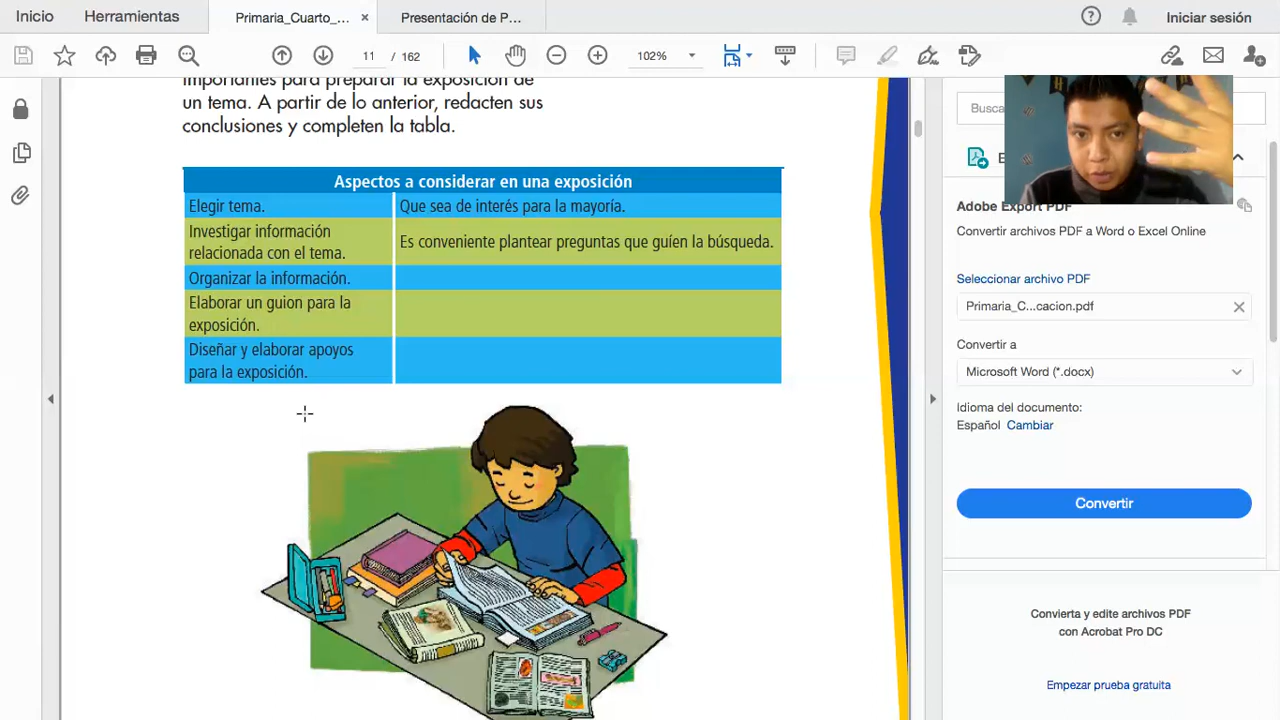 Inicio
Herramientas
Primaria_Cuarto_...
×
Presentación de P...
?
Iniciar sesión
11 / 162
102%
importantes para preparar la exposición de
un tema. A partir de lo anterior, redacten sus
conclusiones y completen la tabla.
Aspectos a considerar en una exposición
Elegir tema.
Que sea de interés para la mayoría.
Investigar información
relacionada con el tema.
Es conveniente plantear preguntas que guíen la búsqueda.
Organizar la información.
Elaborar un guion para la
exposición.
Diseñar y elaborar apoyos
para la exposición.
Busca
E
Adobe Export PDF
Convertir archivos PDF a Word o Excel Online
Seleccionar archivo PDF
Primaria_C...cacion.pdf
Convertir a
Microsoft Word (*.docx)
Idioma del documento:
Español Cambiar
Convertir
Convierta y edite archivos PDF
con Acrobat Pro DC
Empezar prueba gratuita